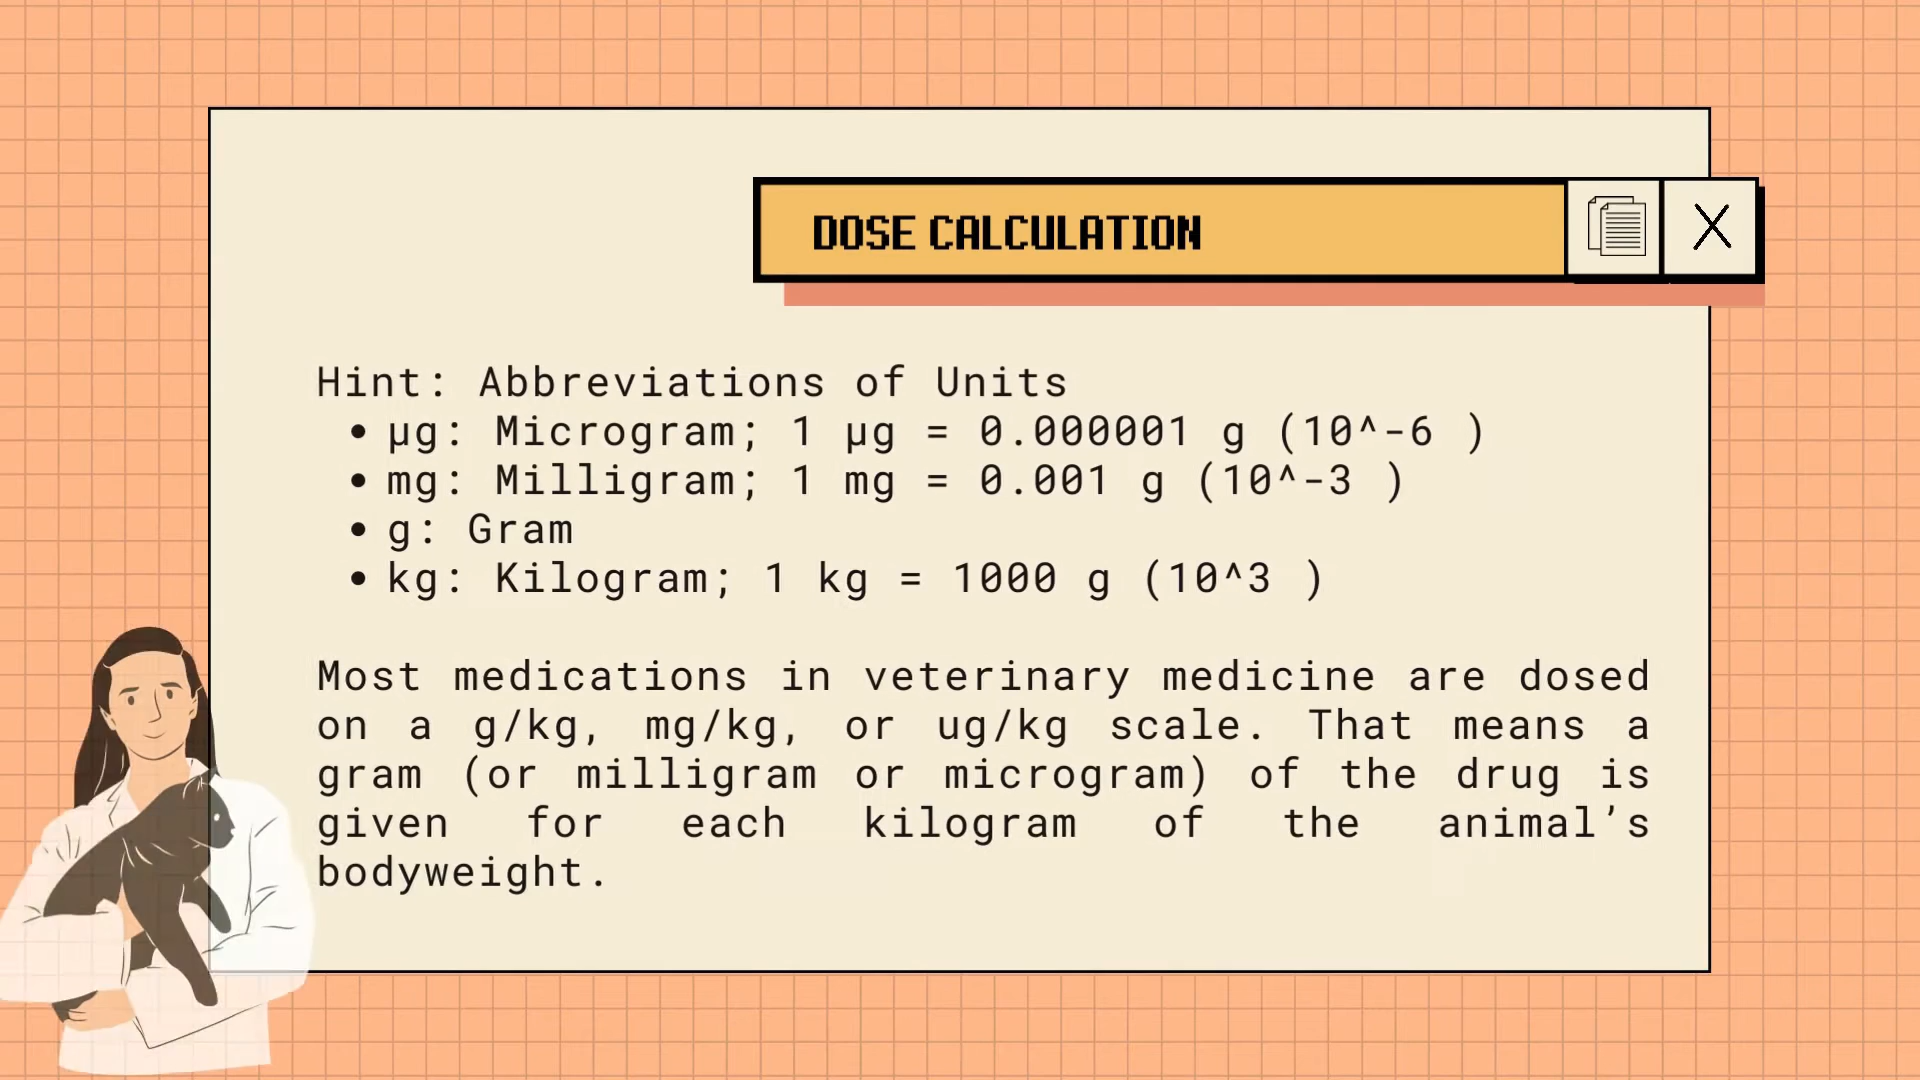 DOSE CALCULATION
Hint: Abbreviations of Units
• µg: Microgram; 1 µg = 0.000001 g (10^-6 )
• mg: Milligram; 1 mg = 0.001 g (10^-3 )
• g: Gram
• kg: Kilogram; 1 kg = 1000 g (10^3 )
Most medications in veterinary medicine are dosed
on a g/kg, mg/kg, or ug/kg scale. That means a
gram (or milligram or microgram) of the drug is
given for each kilogram of the animal’s
bodyweight.